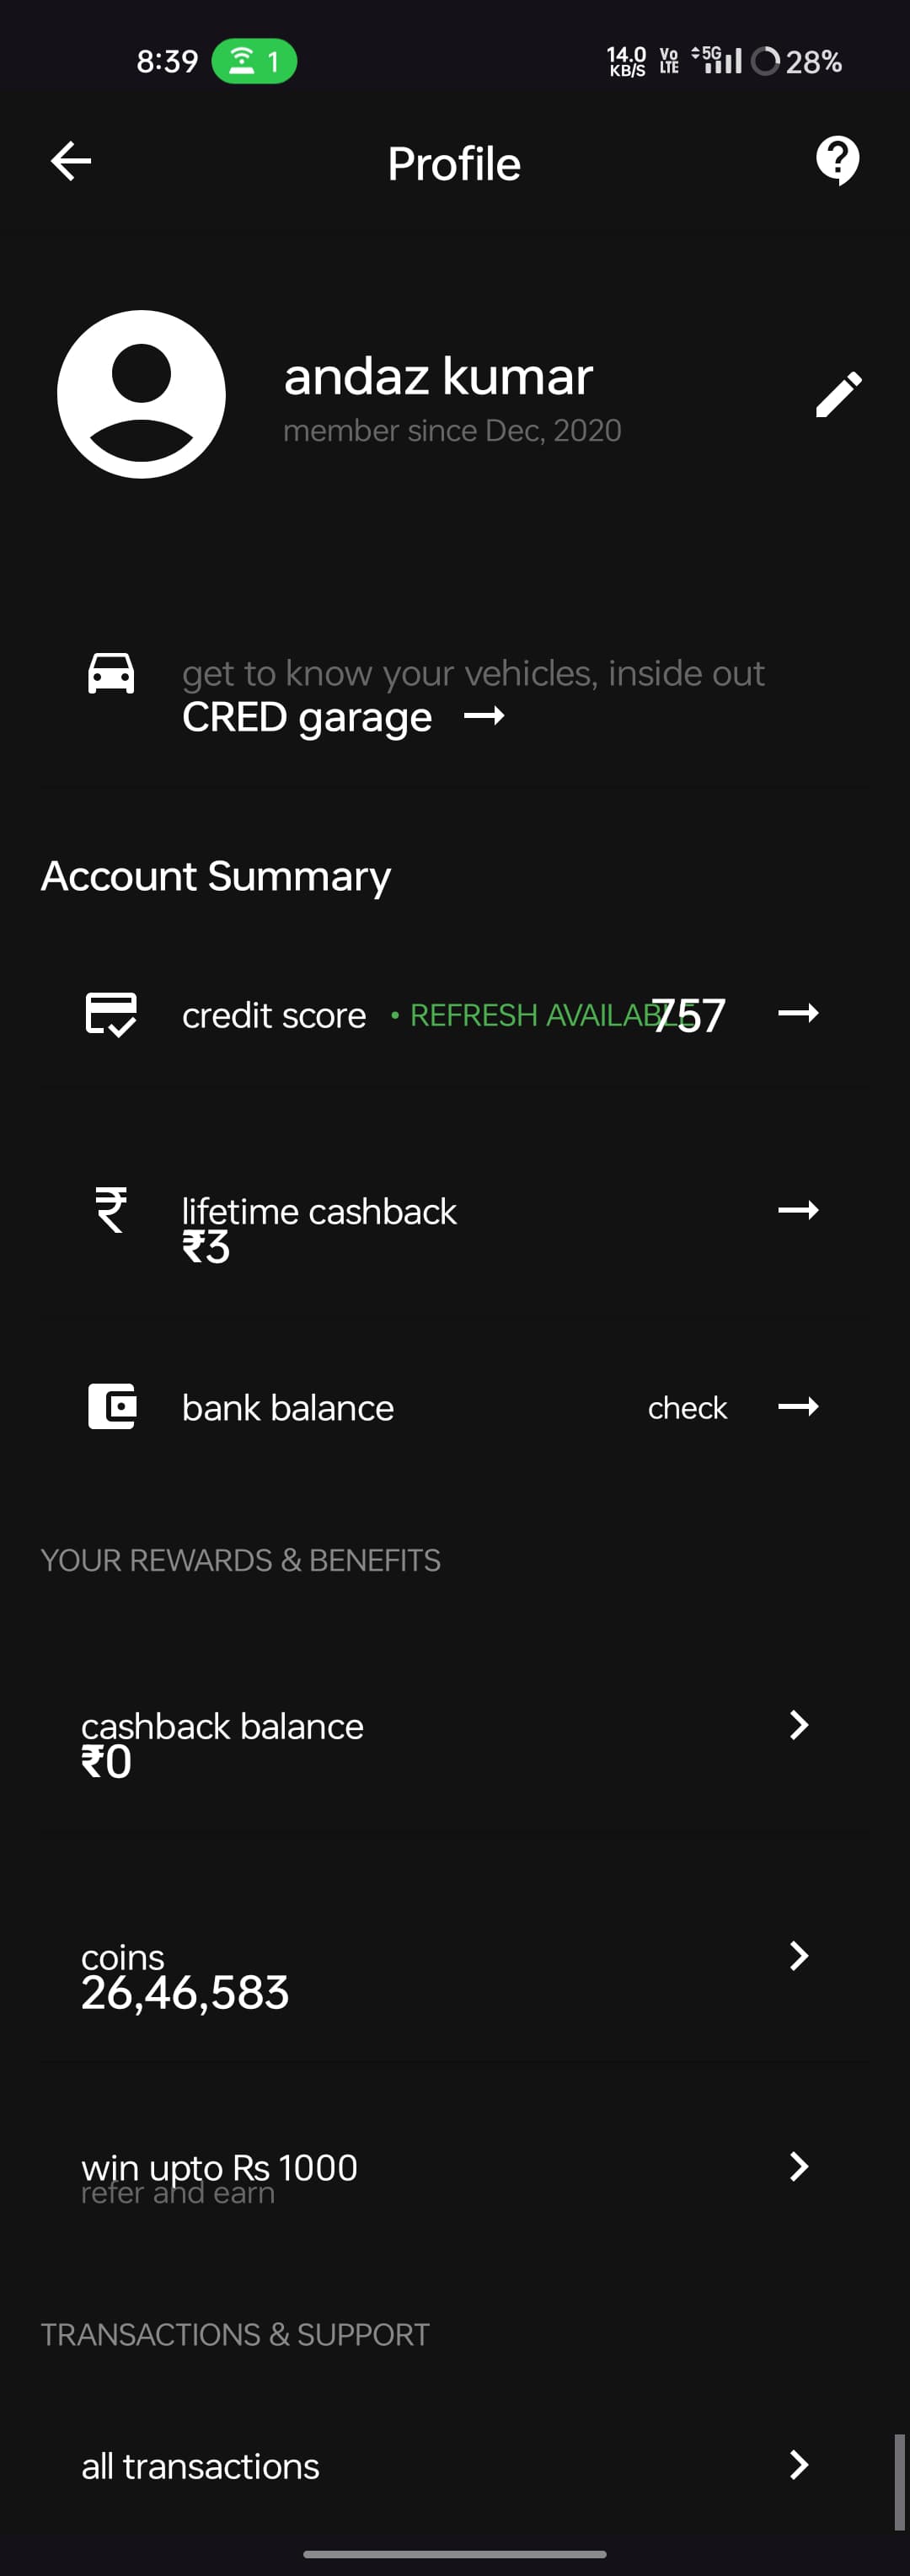 8:39 1 14.0 KB/S Vo LTE 5G 28%
Profile
andaz kumar
member since Dec, 2020
get to know your vehicles, inside out
CRED garage →
Account Summary
credit score • REFRESH AVAILABLE 757 →
lifetime cashback →
₹3
bank balance check →
YOUR REWARDS & BENEFITS
cashback balance
₹0
coins
26,46,583
win upto Rs 1000
refer and earn
TRANSACTIONS & SUPPORT
all transactions